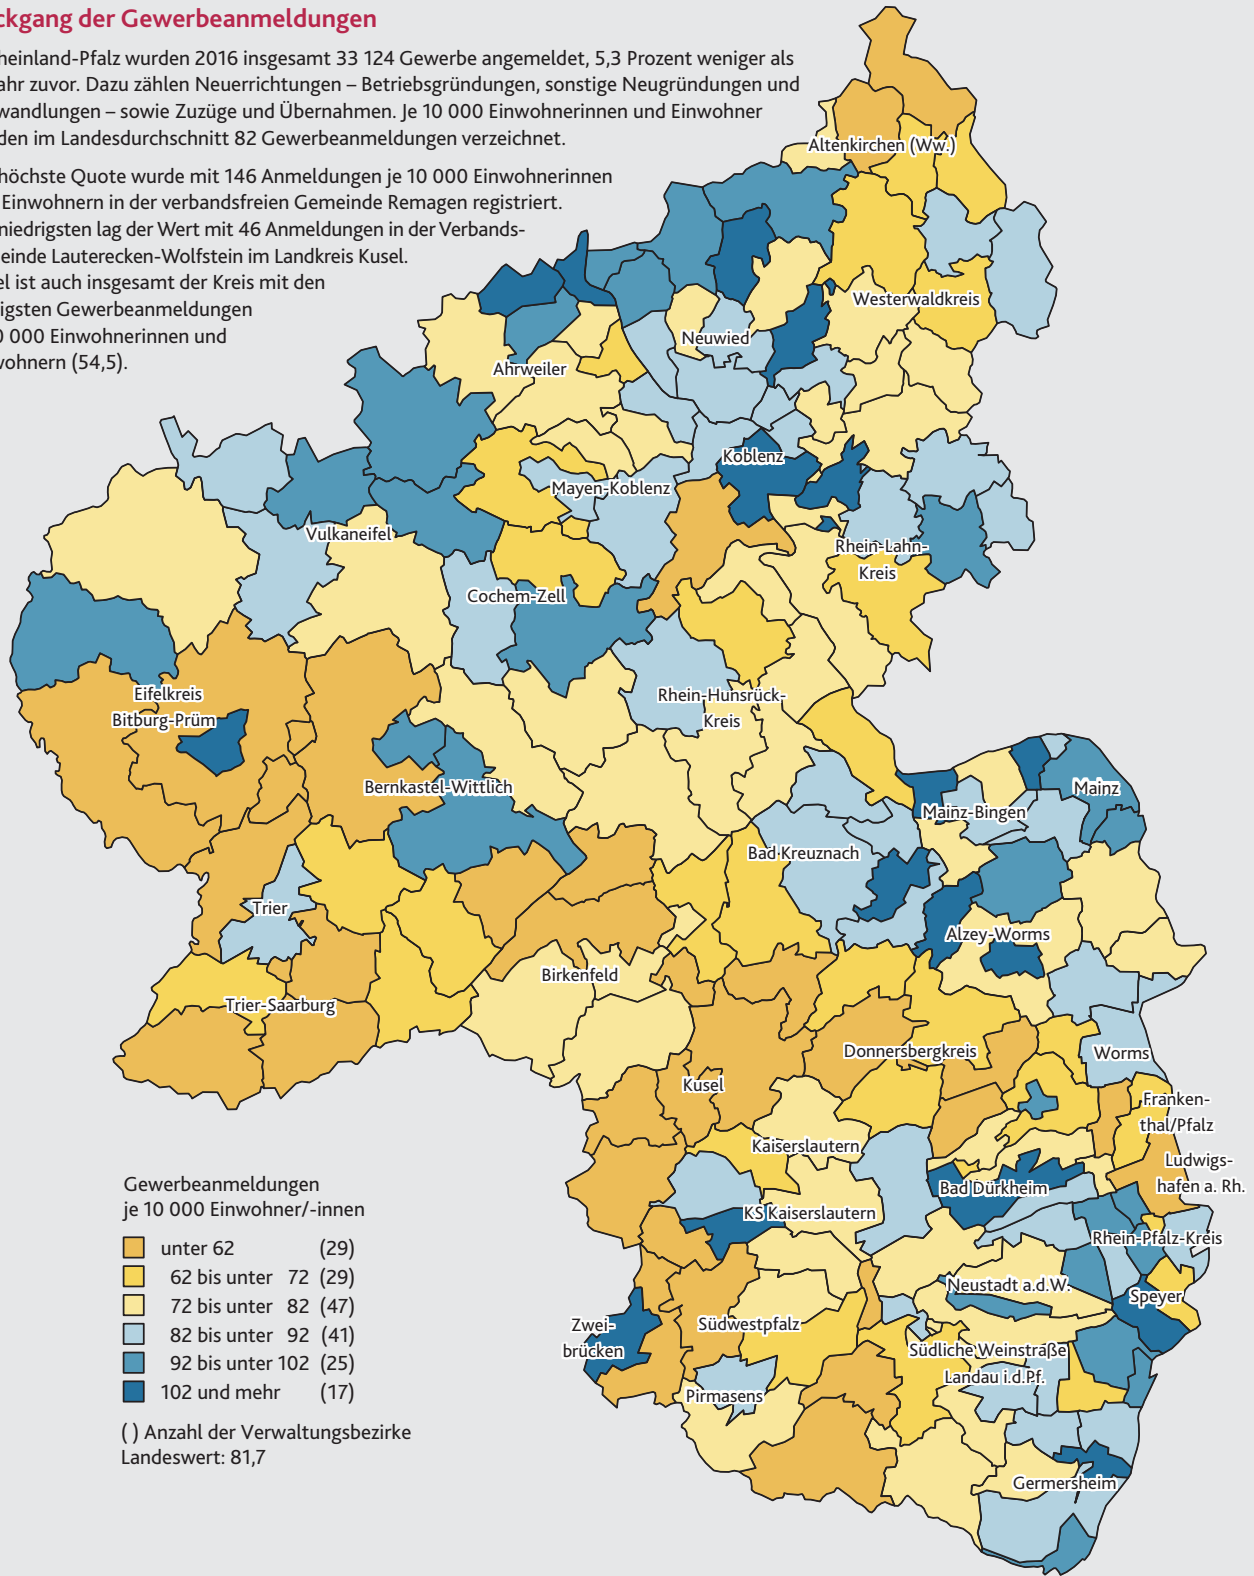 ckgang der Gewerbeanmeldungen
heinland-Pfalz wurden 2016 insgesamt 33 124 Gewerbe angemeldet, 5,3 Prozent weniger als
ahr zuvor. Dazu zählen Neuerrichtungen – Betriebsgründungen, sonstige Neugründungen und
wandlungen – sowie Zuzüge und Übernahmen. Je 10 000 Einwohnerinnen und Einwohner
den im Landesdurchschnitt 82 Gewerbeanmeldungen verzeichnet.
höchste Quote wurde mit 146 Anmeldungen je 10 000 Einwohnerinnen
Einwohnern in der verbandsfreien Gemeinde Remagen registriert.
niedrigsten lag der Wert mit 46 Anmeldungen in der Verbands-
einde Lauterecken-Wolfstein im Landkreis Kusel.
el ist auch insgesamt der Kreis mit den
igsten Gewerbeanmeldungen
0 000 Einwohnerinnen und
wohnern (54,5).
Altenkirchen (Ww.)
Westerwaldkreis
Neuwied
Ahrweiler
Koblenz
Mayen-Koblenz
Vulkaneifel
Rhein-Lahn-
Kreis
Cochem-Zell
Eifelkreis
Bitburg-Prüm
Rhein-Hunsrück-
Kreis
Bernkastel-Wittlich
Mainz
Mainz-Bingen
Bad Kreuznach
Trier
Alzey-Worms
Birkenfeld
Trier-Saarburg
Donnersbergkreis
Worms
Kusel
Franken-
thal/Pfalz
Kaiserslautern
Ludwigs-
hafen a. Rh.
Bad Dürkheim
KS Kaiserslautern
Rhein-Pfalz-Kreis
Neustadt a.d.W.
Speyer
Zwei-
brücken
Südwestpfalz
Südliche Weinstraße
Landau i.d.Pf.
Pirmasens
Germersheim
Gewerbeanmeldungen
je 10 000 Einwohner/-innen
unter 62 (29)
62 bis unter 72 (29)
72 bis unter 82 (47)
82 bis unter 92 (41)
92 bis unter 102 (25)
102 und mehr (17)
( ) Anzahl der Verwaltungsbezirke
Landeswert: 81,7